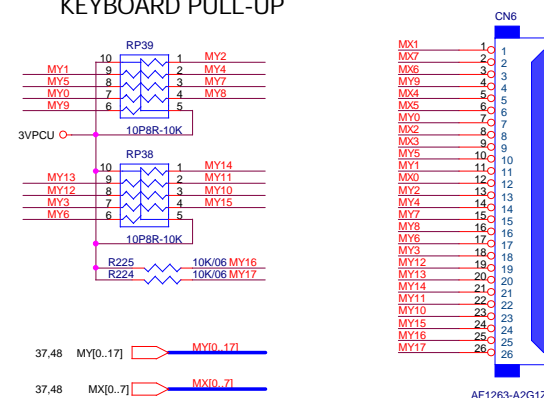 KEYBOARD PULL-UP
RP39
10 1 MY2
MY1 9 2 MY4
MY5 8 3 MY7
MY0 7 4 MY8
MY9 6 5
3VPCU 10P8R-10K
RP38
10 1 MY14
MY13 9 2 MY11
MY12 8 3 MY10
MY3 7 4 MY15
MY6 6 5
10P8R-10K
R225 10K/06 MY16
R224 10K/06 MY17
37,48 MY[0..17] MY[0..17]
37,48 MX[0..7] MX[0..7]
CN6
MX1 1 1
MX7 2 2
MX6 3 3
MY9 4 4
MX4 5 5
MX5 6 6
MY0 7 7
MX2 8 8
MX3 9 9
MY5 10 10
MY1 11 11
MX0 12 12
MY2 13 13
MY4 14 14
MY7 15 15
MY8 16 16
MY6 17 17
MY3 18 18
MY12 19 19
MY13 20 20
MY14 21 21
MY11 22 22
MY10 23 23
MY15 24 24
MY16 25 25
MY17 26 26
AF1263-A2G1Z